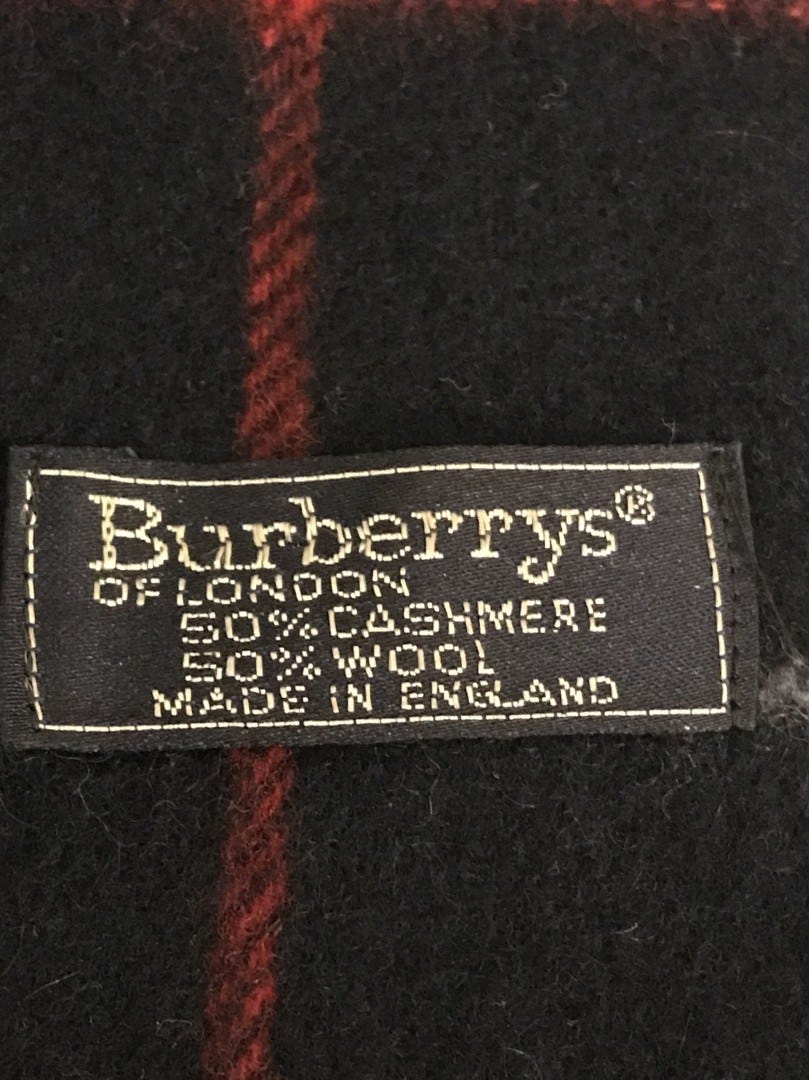 Burberrys®
OF LONDON
50% CASHMERE
50% WOOL
MADE IN ENGLAND